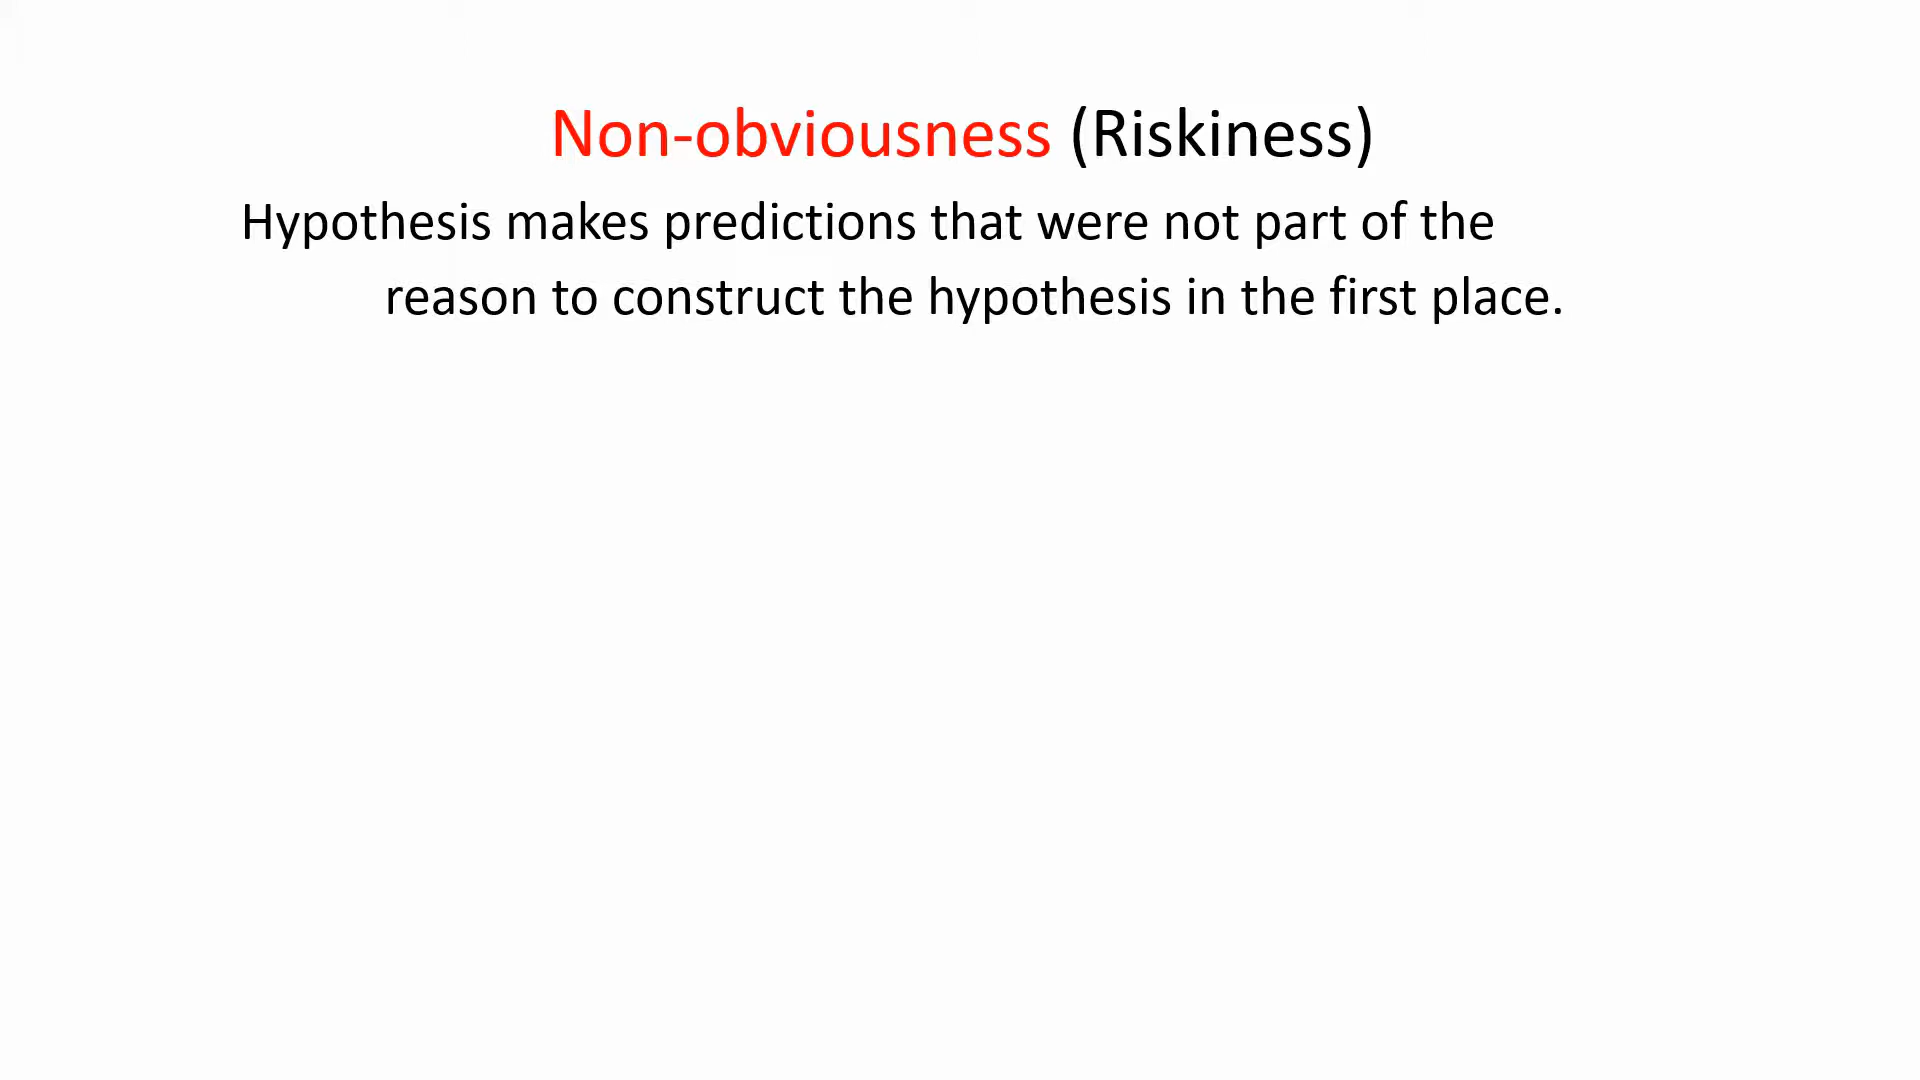 Non-obviousness (Riskiness)
Hypothesis makes predictions that were not part of the
reason to construct the hypothesis in the first place.